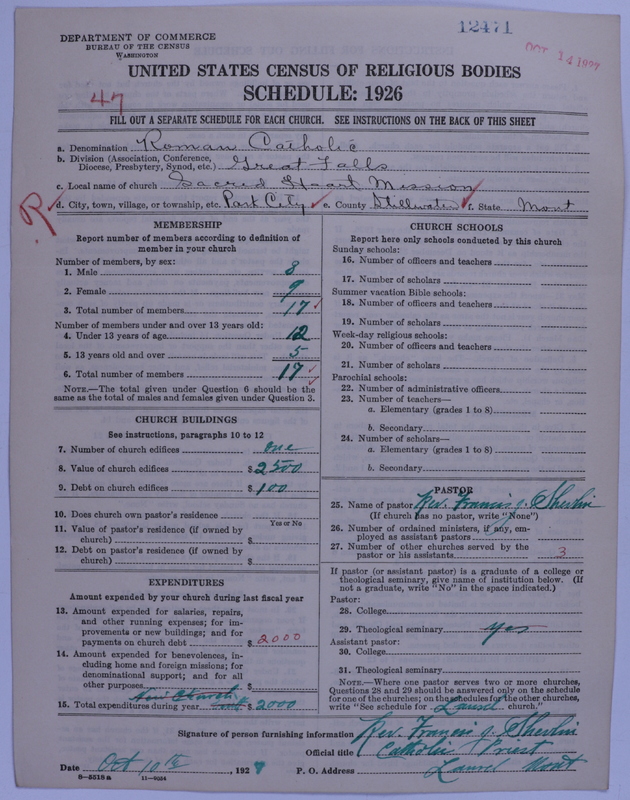 12471
DEPARTMENT OF COMMERCE
BUREAU OF THE CENSUS
WASHINGTON
OCT 14 1927
UNITED STATES CENSUS OF RELIGIOUS BODIES
47
SCHEDULE: 1926
FILL OUT A SEPARATE SCHEDULE FOR EACH CHURCH. SEE INSTRUCTIONS ON THE BACK OF THIS SHEET
a. Denomination Roman Catholic
b. Division (Association, Conference, Diocese, Presbytery, Synod, etc.) Great Falls
c. Local name of church Sacred Heart Mission
R
d. City, town, village, or township, etc. Park City e. County Stillwater f. State Mont
MEMBERSHIP
Report number of members according to definition of
member in your church
Number of members, by sex:
1. Male 8
2. Female 9
3. Total number of members 17
Number of members under and over 13 years old:
4. Under 13 years of age 12
5. 13 years old and over 5
6. Total number of members 17
NOTE.—The total given under Question 6 should be the
same as the total of males and females given under Question 3.
CHURCH BUILDINGS
See instructions, paragraphs 10 to 12
7. Number of church edifices one
8. Value of church edifices $ 2500
9. Debt on church edifices $ 100
10. Does church own pastor's residence
Yes or No
11. Value of pastor's residence (if owned by
church) $
12. Debt on pastor's residence (if owned by
church) $
EXPENDITURES
Amount expended by your church during last fiscal year
13. Amount expended for salaries, repairs,
and other running expenses; for im-
provements or new buildings; and for
payments on church debt $ 2000
14. Amount expended for benevolences, in-
cluding home and foreign missions; for
denominational support; and for all
other purposes $
New Church
15. Total expenditures during year $ 2000
CHURCH SCHOOLS
Report here only schools conducted by this church
Sunday schools:
16. Number of officers and teachers
17. Number of scholars
Summer vacation Bible schools:
18. Number of officers and teachers
19. Number of scholars
Week-day religious schools:
20. Number of officers and teachers
21. Number of scholars
Parochial schools:
22. Number of administrative officers
23. Number of teachers—
a. Elementary (grades 1 to 8)
b. Secondary
24. Number of scholars—
a. Elementary (grades 1 to 8)
b. Secondary
PASTOR
25. Name of pastor Rev. Francis J. Shevlin
(If church has no pastor, write "None")
26. Number of ordained ministers, if any, em-
ployed as assistant pastors
27. Number of other churches served by the
pastor or his assistants 3
If pastor (or assistant pastor) is a graduate of a college or
theological seminary, give name of institution below. (If
not a graduate, write "No" in the space indicated.)
Pastor:
28. College
29. Theological seminary yes
Assistant pastor:
30. College
31. Theological seminary
NOTE.—Where one pastor serves two or more churches,
Questions 28 and 29 should be answered only on the schedule
for one of the churches; on the schedules for the other churches,
write "See schedule for Laurel church."
Signature of person furnishing information Rev. Francis J. Shevlin
Official title Catholic Priest
Date Oct 10th, 1927 P. O. Address Laurel Mont
8-5518 a 11-9024